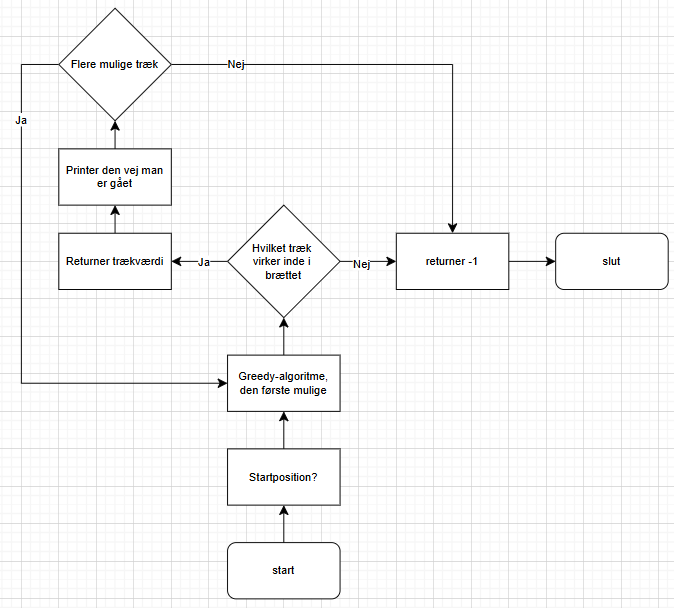 Flere mulige træk
Nej
Ja
Printer den vej man
er gået
Returner trækværdi
Ja
Hvilket træk
virker inde i
brættet
Nej
returner -1
slut
Greedy-algoritme,
den første mulige
Startposition?
start